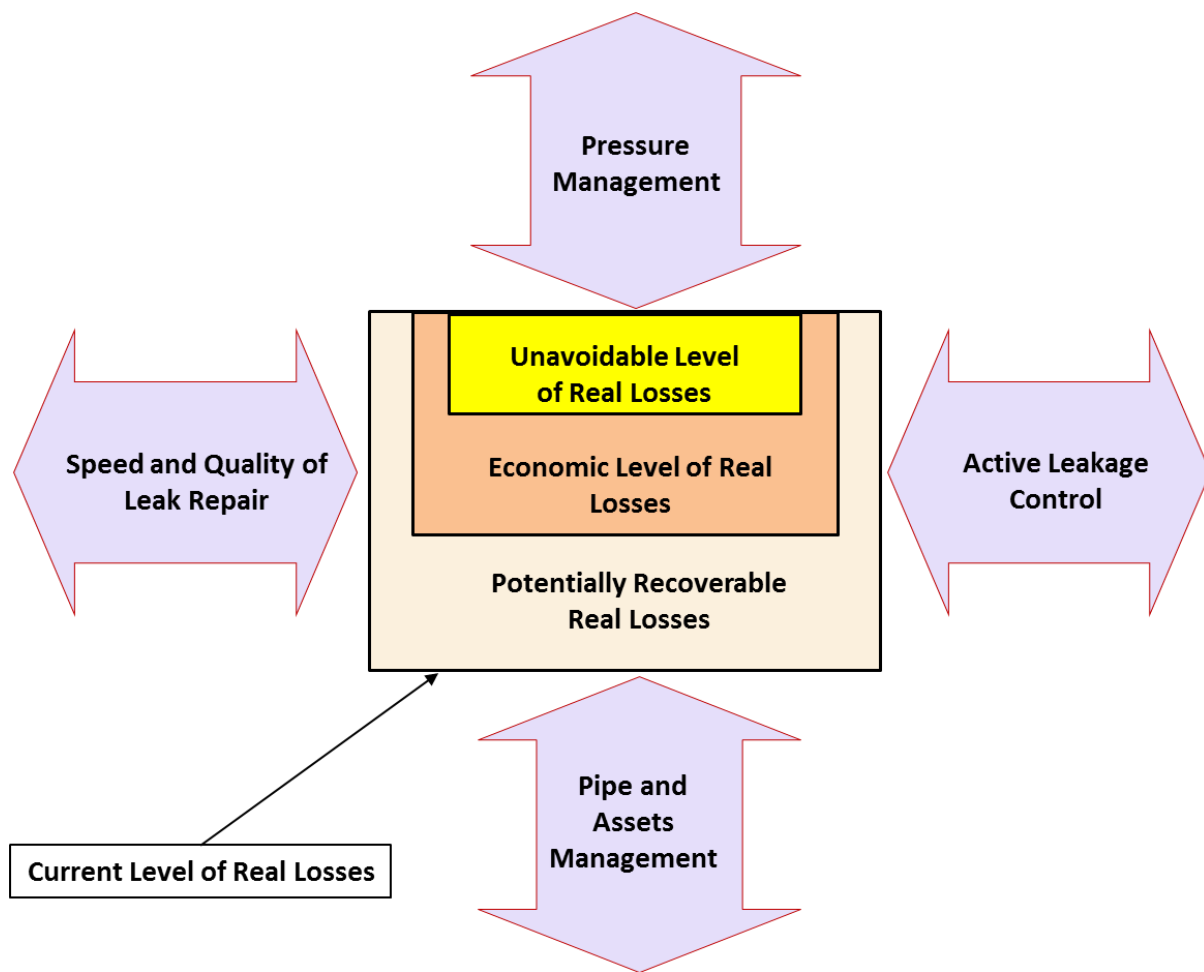 Pressure
Management
Unavoidable Level
of Real Losses
Speed and Quality of
Leak Repair
Economic Level of Real
Losses
Active Leakage
Control
Potentially Recoverable
Real Losses
Pipe and
Assets
Management
Current Level of Real Losses